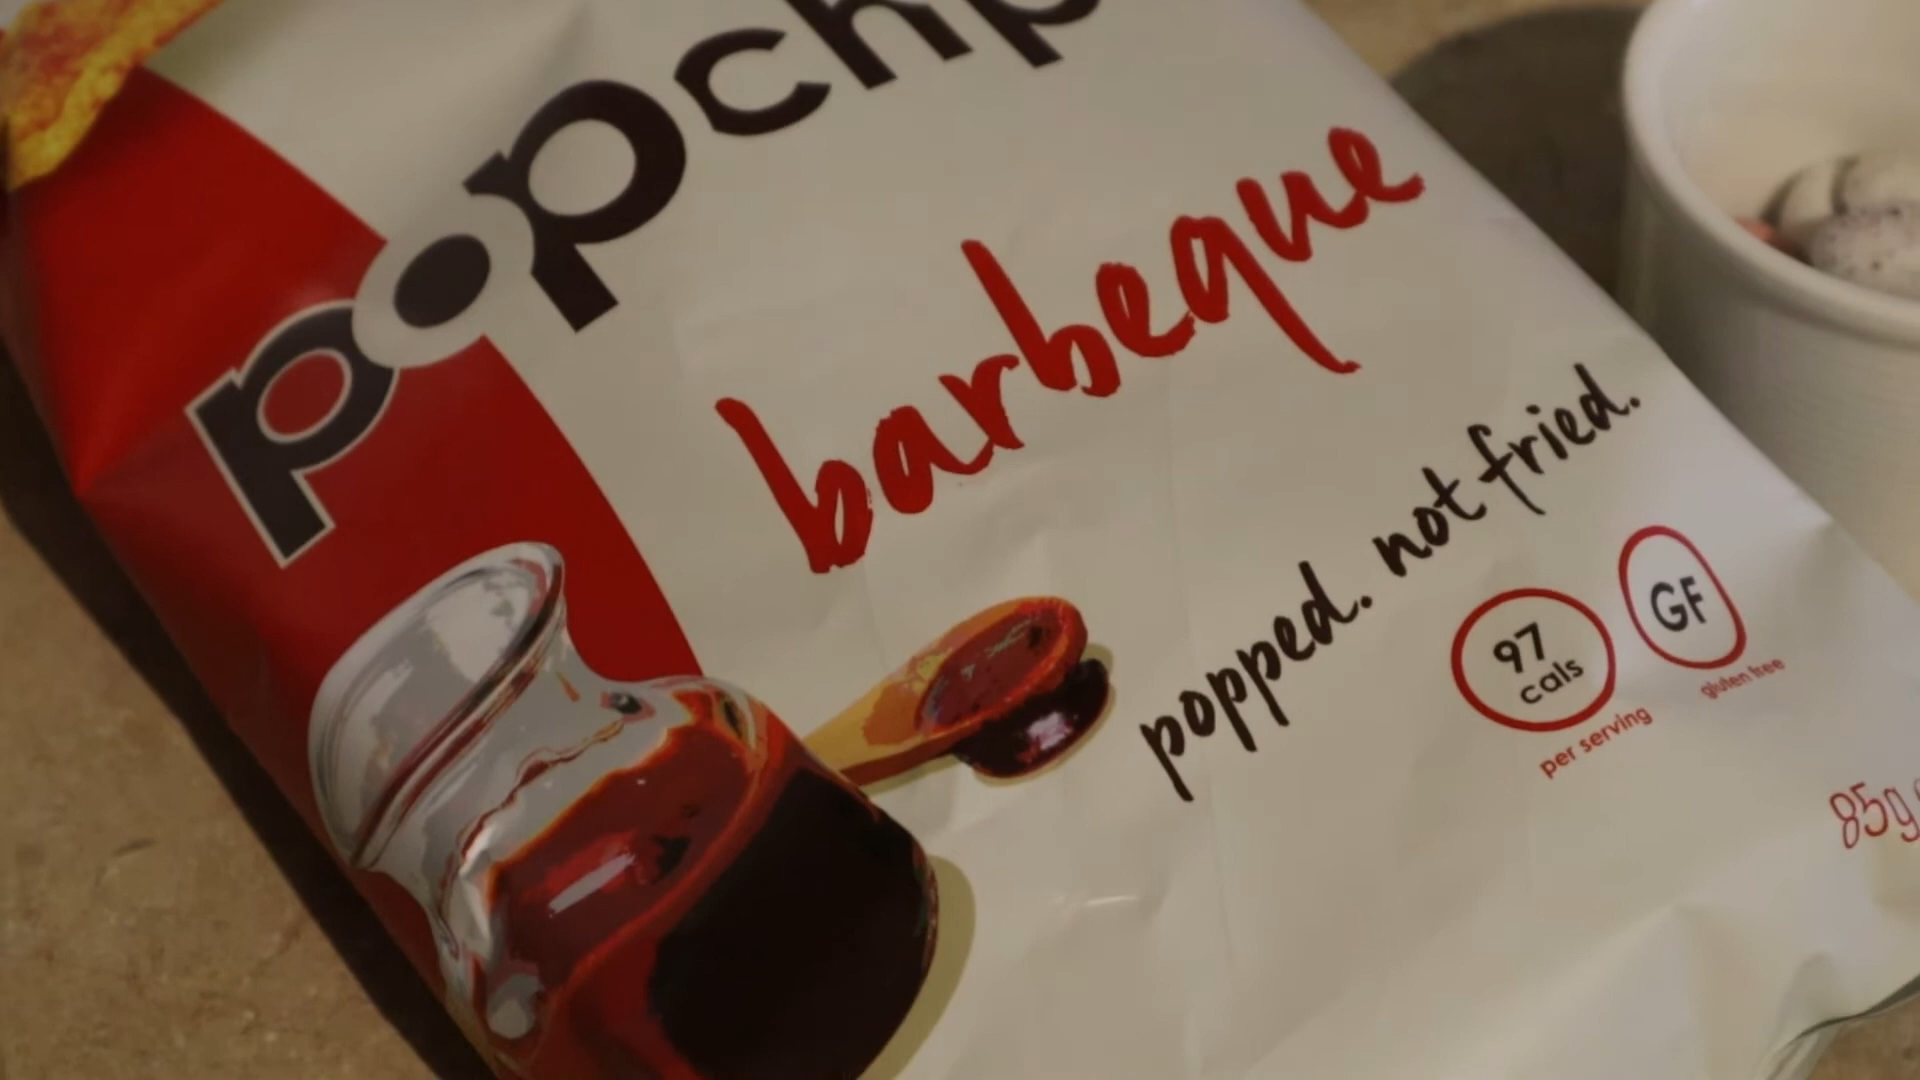 popchip
barbeque
popped. not fried.
97
cals
per serving
GF
gluten free
85g